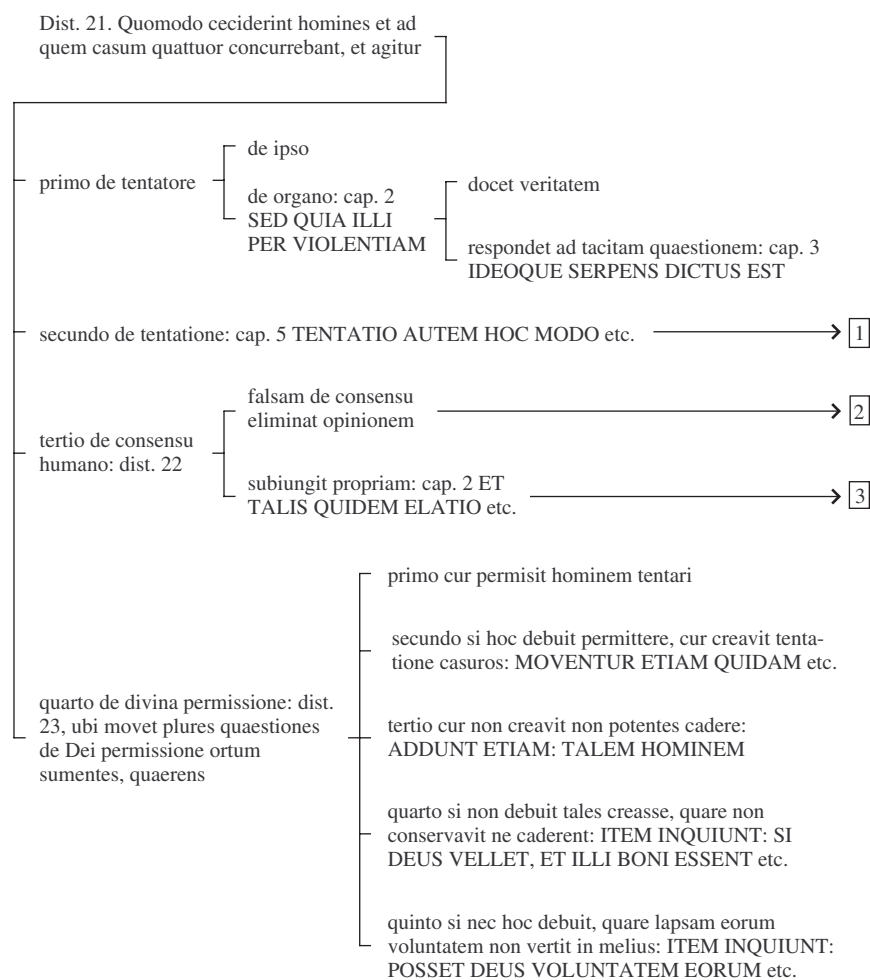 Dist. 21. Quomodo ceciderint homines et ad
quem casum quattuor concurrebant, et agitur
primo de tentatore
de ipso
de organo: cap. 2
SED QUIA ILLI
PER VIOLENTIAM
docet veritatem
respondet ad tacitam quaestionem: cap. 3
IDEOQUE SERPENS DICTUS EST
secundo de tentatione: cap. 5 TENTATIO AUTEM HOC MODO etc.
1
tertio de consensu
humano: dist. 22
falsam de consensu
eliminat opinionem
2
subiungit propriam: cap. 2 ET
TALIS QUIDEM ELATIO etc.
3
quarto de divina permissione: dist.
23, ubi movet plures quaestiones
de Dei permissione ortum
sumentes, quaerens
primo cur permisit hominem tentari
secundo si hoc debuit permittere, cur creavit tenta-
tione casuros: MOVENTUR ETIAM QUIDAM etc.
tertio cur non creavit non potentes cadere:
ADDUNT ETIAM: TALEM HOMINEM
quarto si non debuit tales creasse, quare non
conservavit ne caderent: ITEM INQUIUNT: SI
DEUS VELLET, ET ILLI BONI ESSENT etc.
quinto si nec hoc debuit, quare lapsam eorum
voluntatem non vertit in melius: ITEM INQUIUNT:
POSSET DEUS VOLUNTATEM EORUM etc.